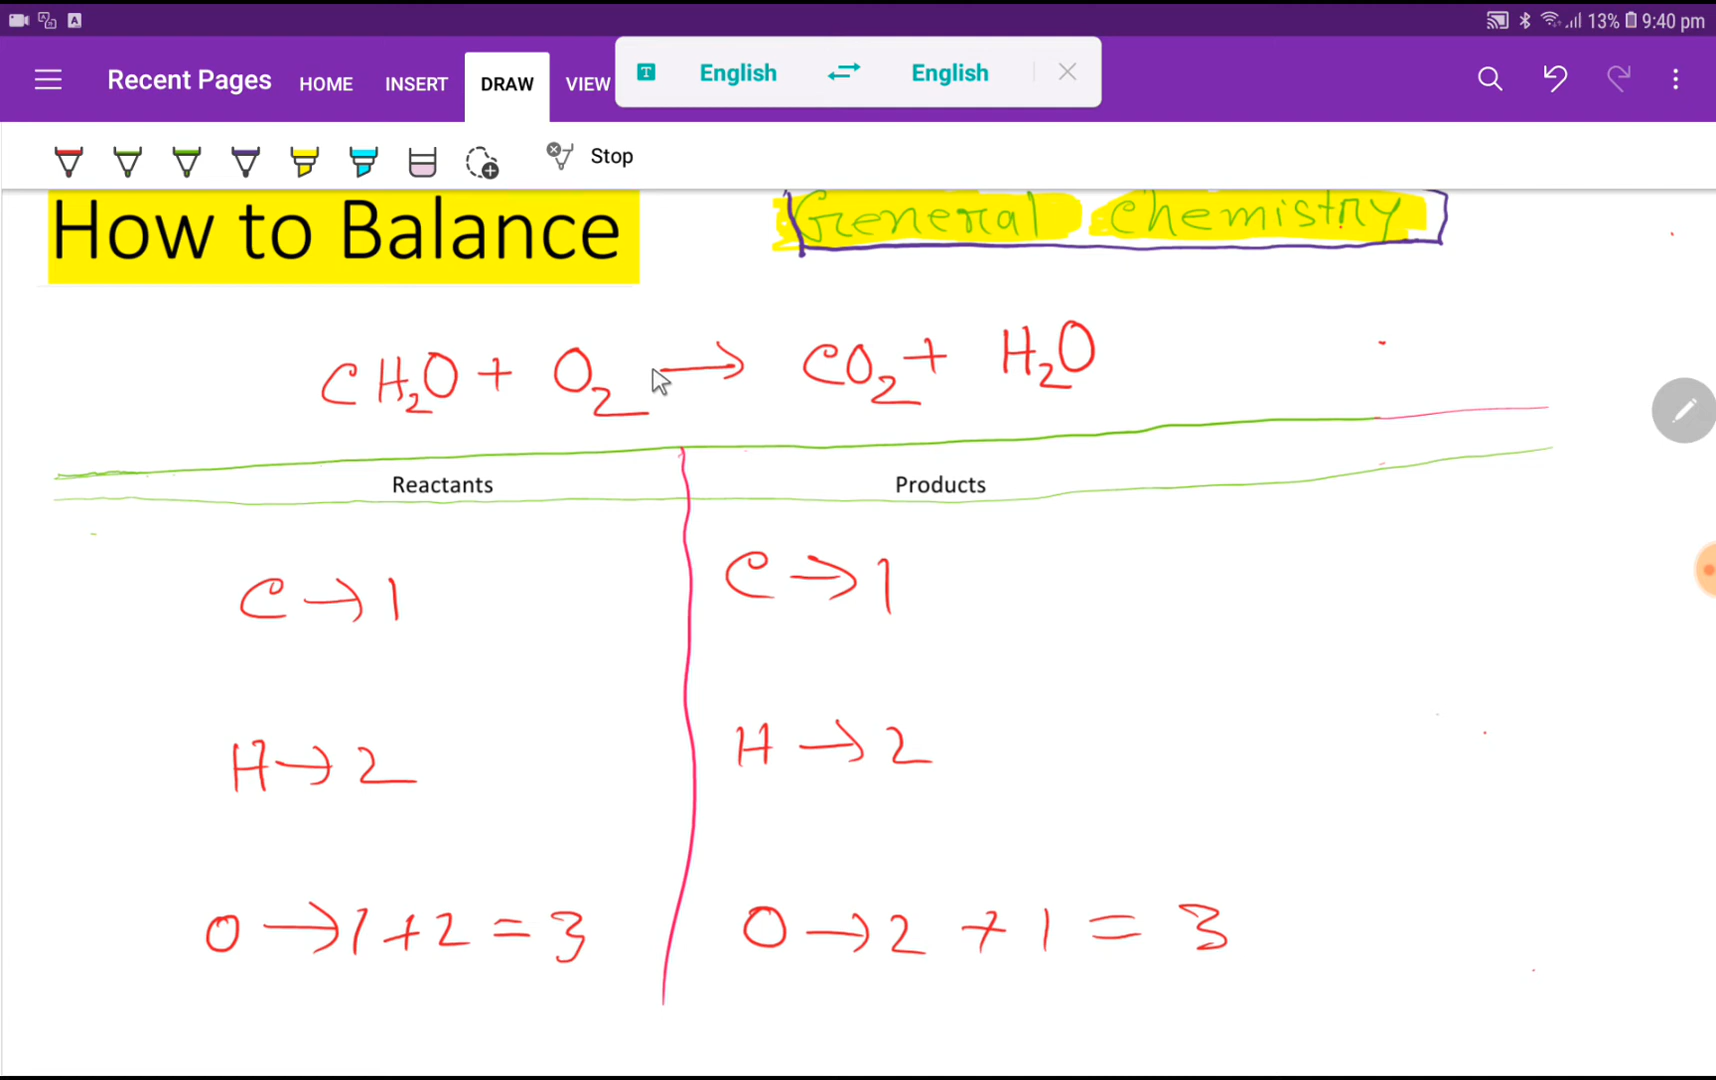 13% 9:40 pm
Recent Pages HOME INSERT DRAW VIEW English English
Stop
How to Balance General Chemistry
CH₂O + O₂ → CO₂ + H₂O
Reactants Products
C → 1 C → 1
H → 2 H → 2
O → 1 + 2 = 3 O → 2 + 1 = 3